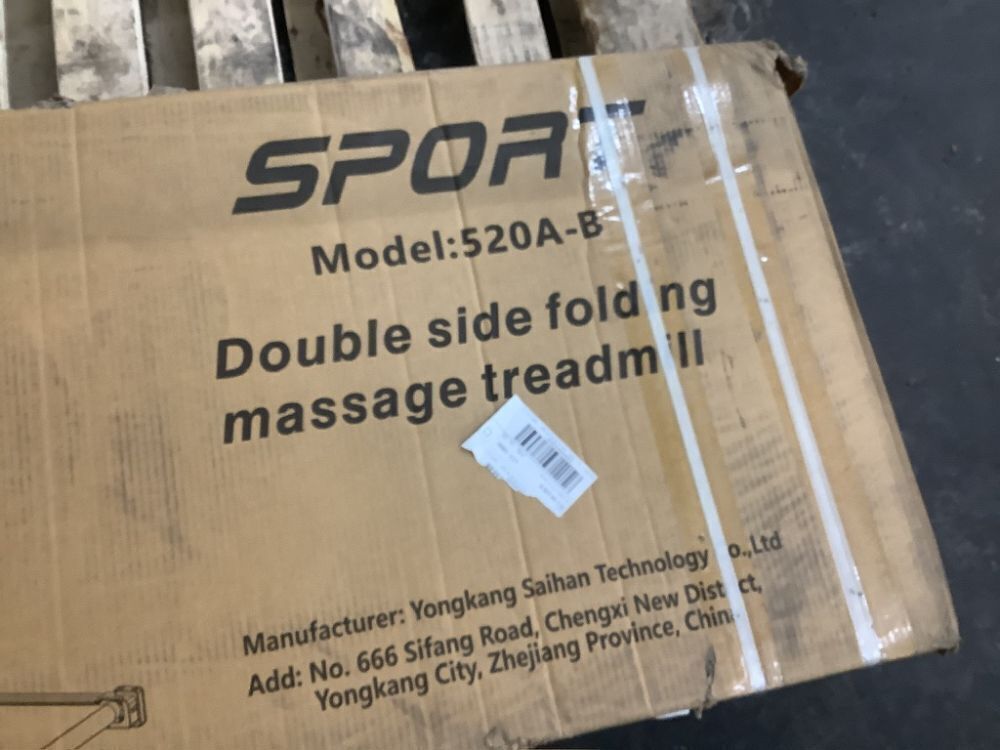 SPORT
Model:520A-B
Double side folding
massage treadmill
Manufacturer: Yongkang Saihan Technology Co.,Ltd
Add: No. 666 Sifang Road, Chengxi New District,
Yongkang City, Zhejiang Province, China